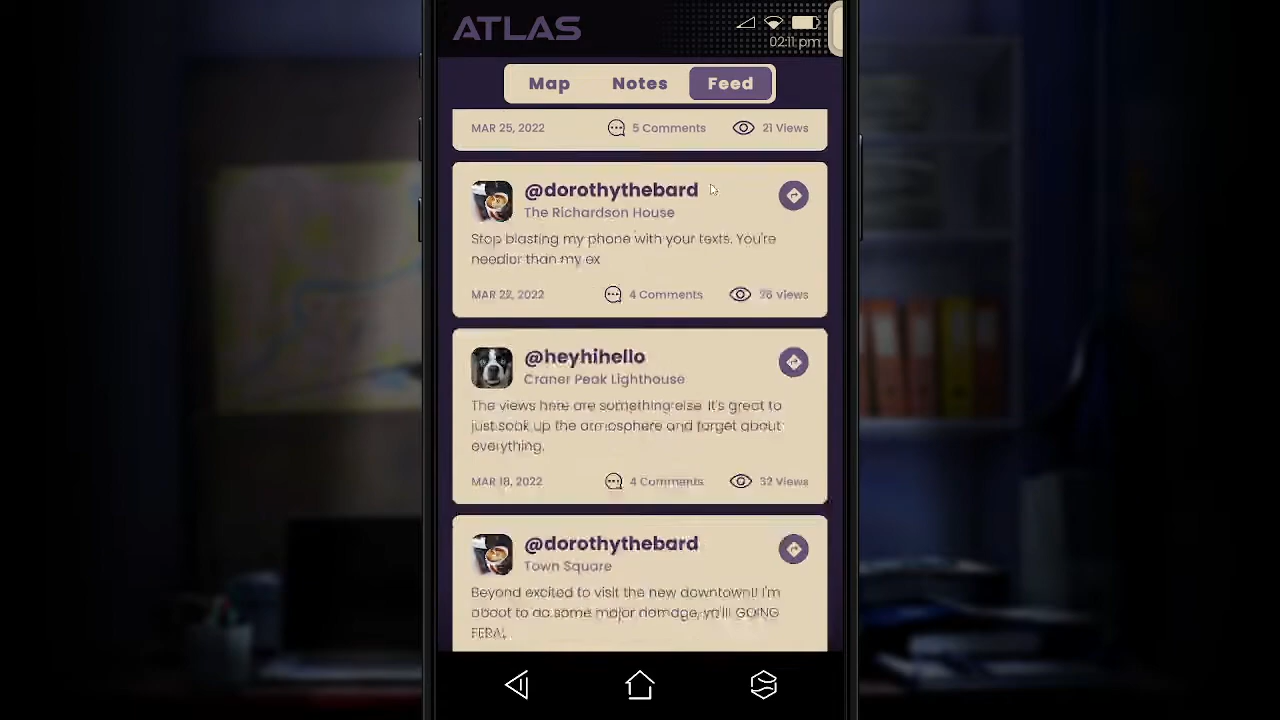 ATLAS
02:11 pm
Map Notes Feed
MAR 25, 2022 5 Comments 21 Views
@dorothythebard
The Richardson House
Stop blasting my phone with your texts. You're
needier than my ex
MAR 22, 2022 4 Comments 26 Views
@heyhihello
Craner Peak Lighthouse
The views here are something else. It's great to
just soak up the atmosphere and forget about
everything.
MAR 18, 2022 4 Comments 32 Views
@dorothythebard
Town Square
Beyond excited to visit the new downtown!! I'm
about to do some major damage, ya'll! GOING
FERAL